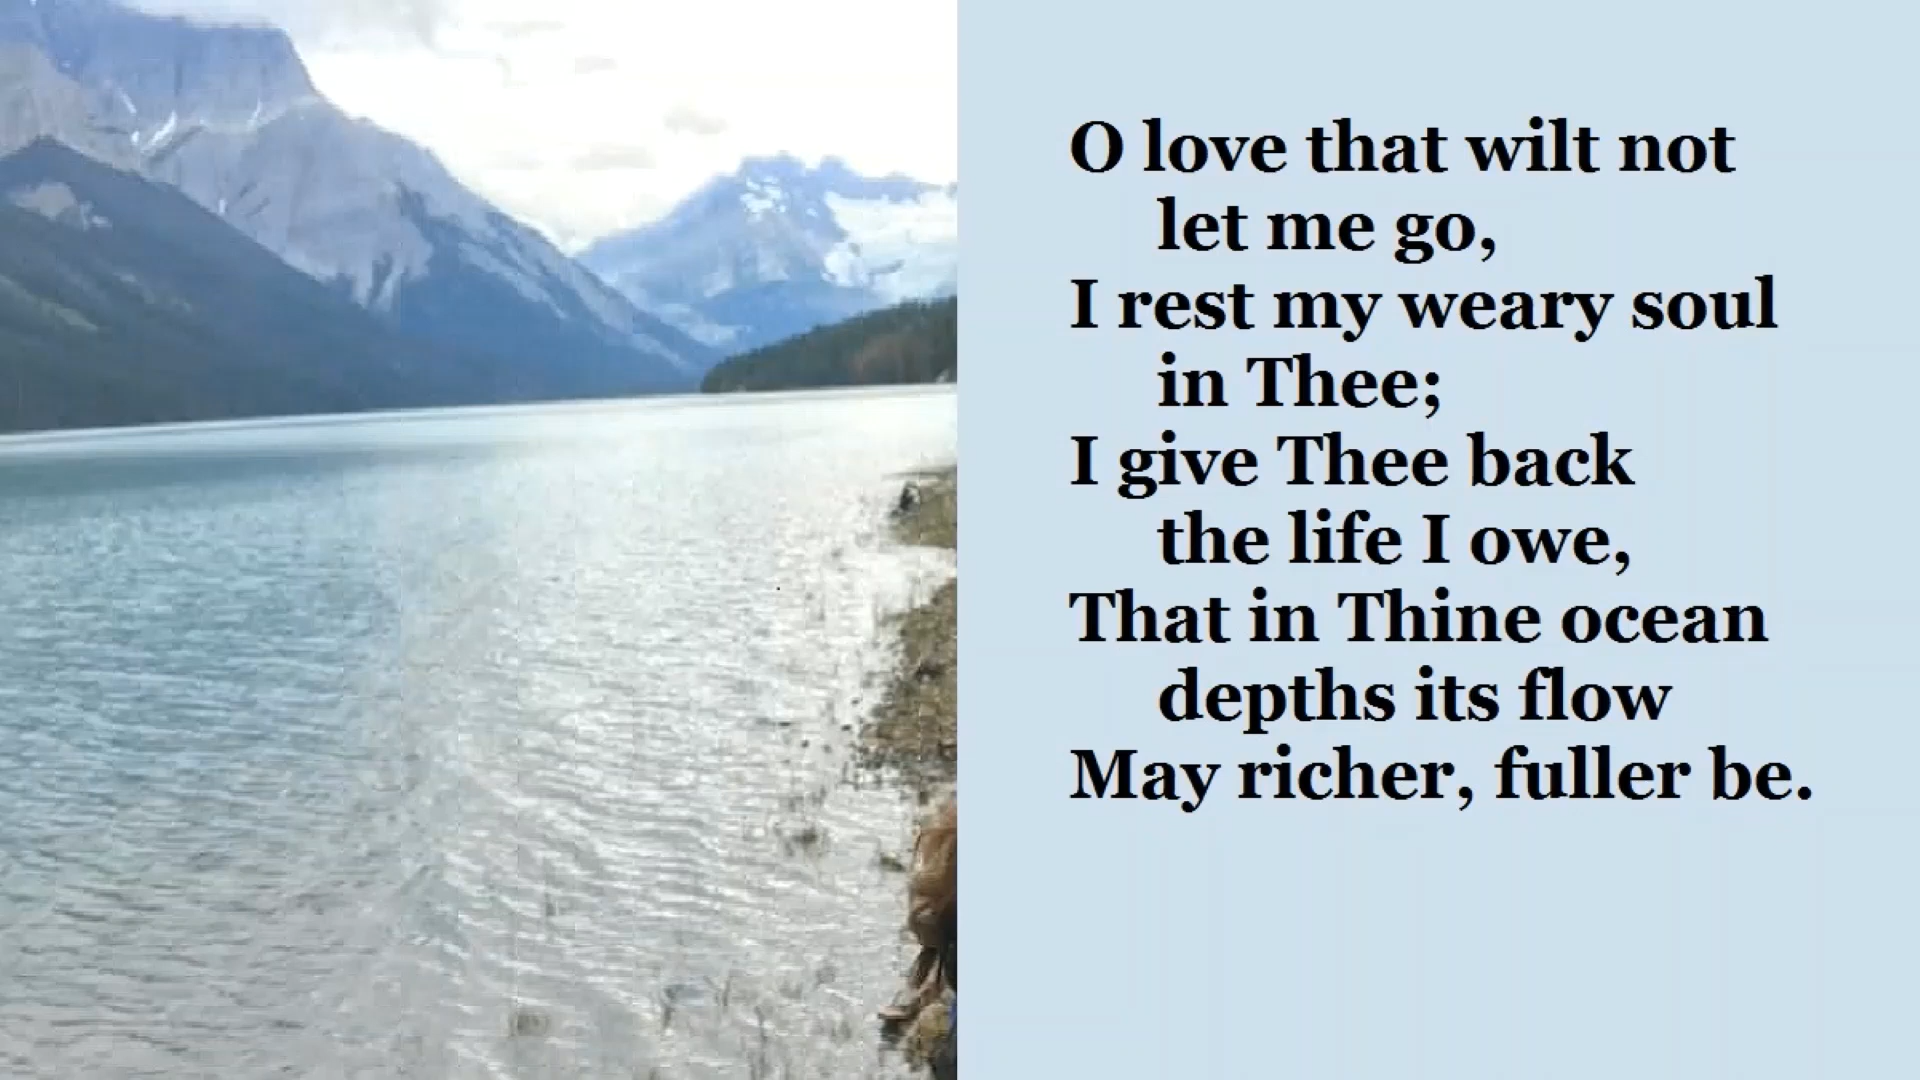 O love that wilt not
let me go,
I rest my weary soul
in Thee;
I give Thee back
the life I owe,
That in Thine ocean
depths its flow
May richer, fuller be.